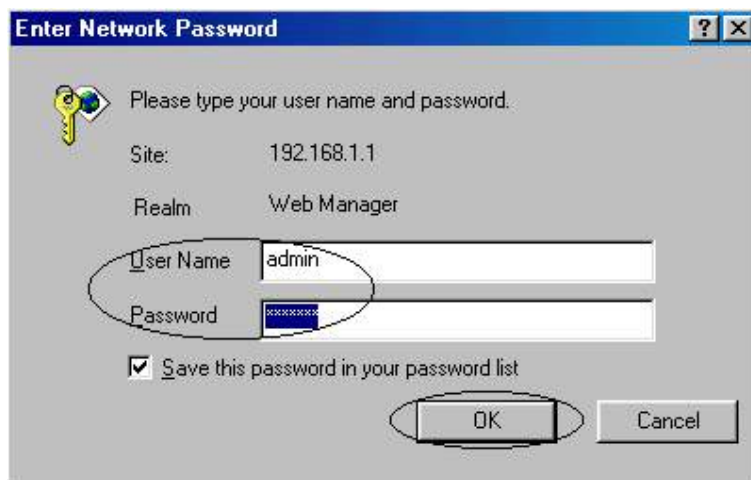 Enter Network Password
Please type your user name and password.
Site: 192.168.1.1
Realm Web Manager
User Name admin
Password *******
Save this password in your password list
OK Cancel